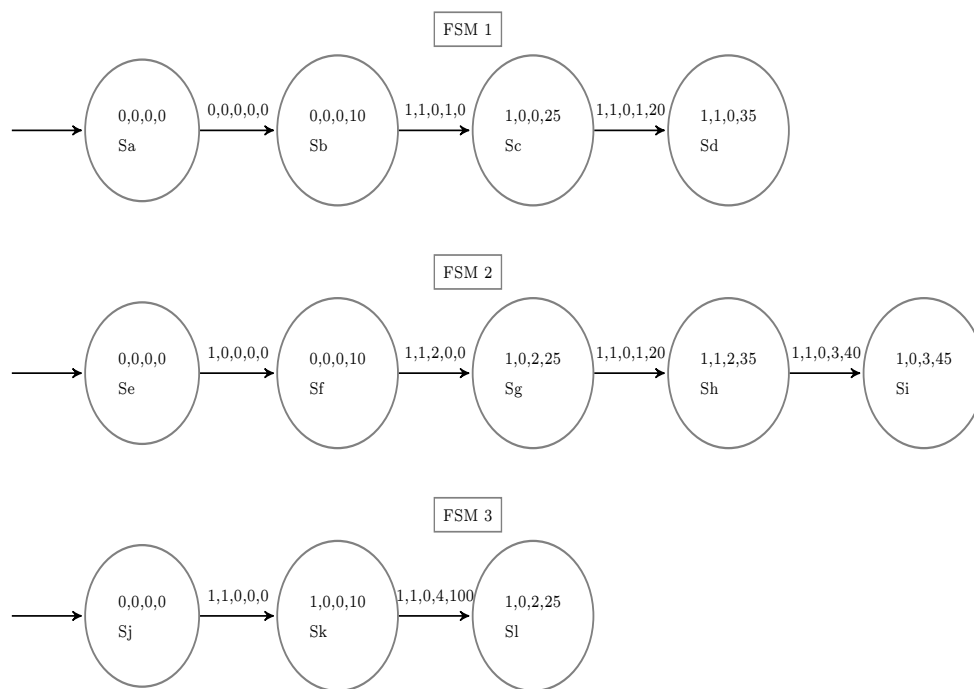 FSM 1
0,0,0,0
Sa
0,0,0,0,0
0,0,0,10
Sb
1,1,0,1,0
1,0,0,25
Sc
1,1,0,1,20
1,1,0,35
Sd
FSM 2
0,0,0,0
Se
1,0,0,0,0
0,0,0,10
Sf
1,1,2,0,0
1,0,2,25
Sg
1,1,0,1,20
1,1,2,35
Sh
1,1,0,3,40
1,0,3,45
Si
FSM 3
0,0,0,0
Sj
1,1,0,0,0
1,0,0,10
Sk
1,1,0,4,100
1,0,2,25
Sl